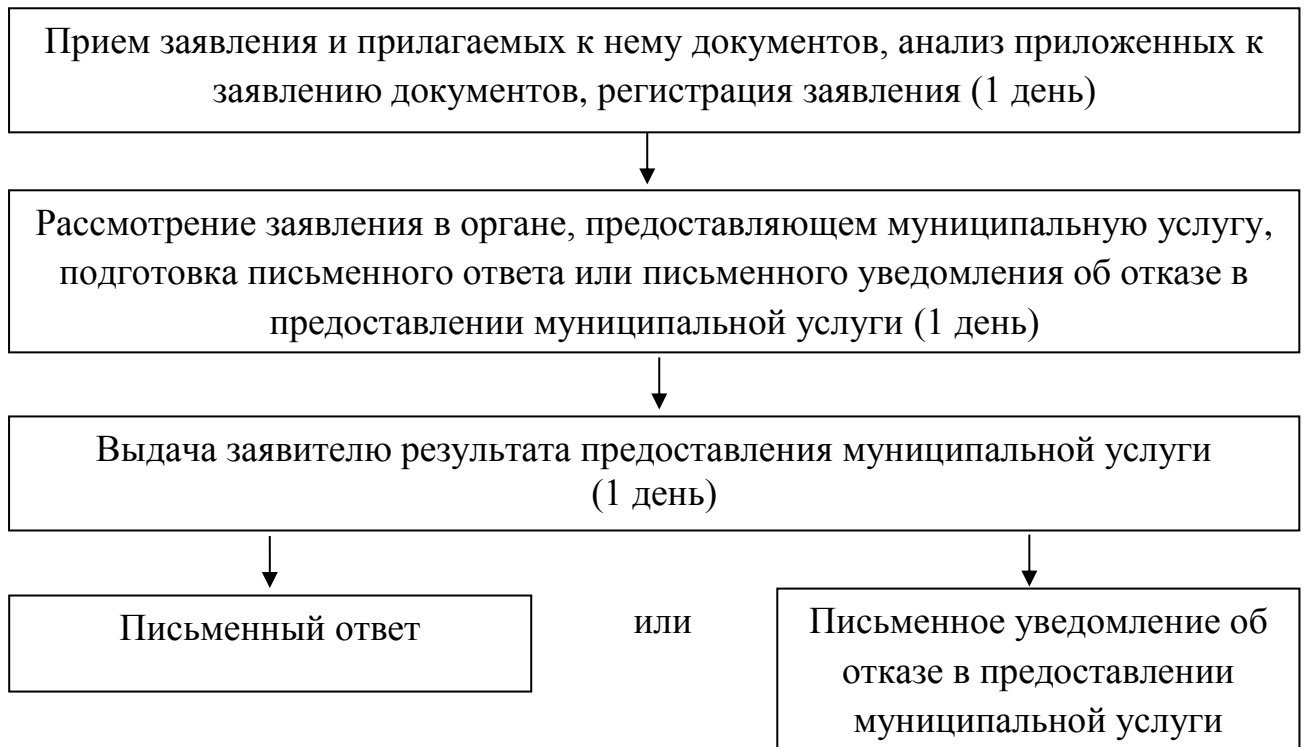 Прием заявления и прилагаемых к нему документов, анализ приложенных к
заявлению документов, регистрация заявления (1 день)
Рассмотрение заявления в органе, предоставляющем муниципальную услугу,
подготовка письменного ответа или письменного уведомления об отказе в
предоставлении муниципальной услуги (1 день)
Выдача заявителю результата предоставления муниципальной услуги
(1 день)
Письменный ответ
или
Письменное уведомление об
отказе в предоставлении
муниципальной услуги